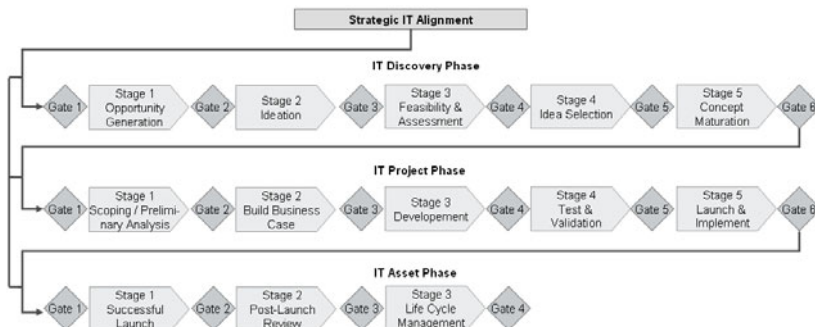 Strategic IT Alignment
IT Discovery Phase
Gate 1
Stage 1
Opportunity
Generation
Gate 2
Stage 2
Ideation
Gate 3
Stage 3
Feasibility &
Assessment
Gate 4
Stage 4
Idea Selection
Gate 5
Stage 5
Concept
Maturation
Gate 6
IT Project Phase
Gate 1
Stage 1
Scoping / Prelimi-
nary Analysis
Gate 2
Stage 2
Build Business
Case
Gate 3
Stage 3
Developement
Gate 4
Stage 4
Test &
Validation
Gate 5
Stage 5
Launch &
Implement
Gate 6
IT Asset Phase
Gate 1
Stage 1
Successful
Launch
Gate 2
Stage 2
Post-Launch
Review
Gate 3
Stage 3
Life Cycle
Management
Gate 4